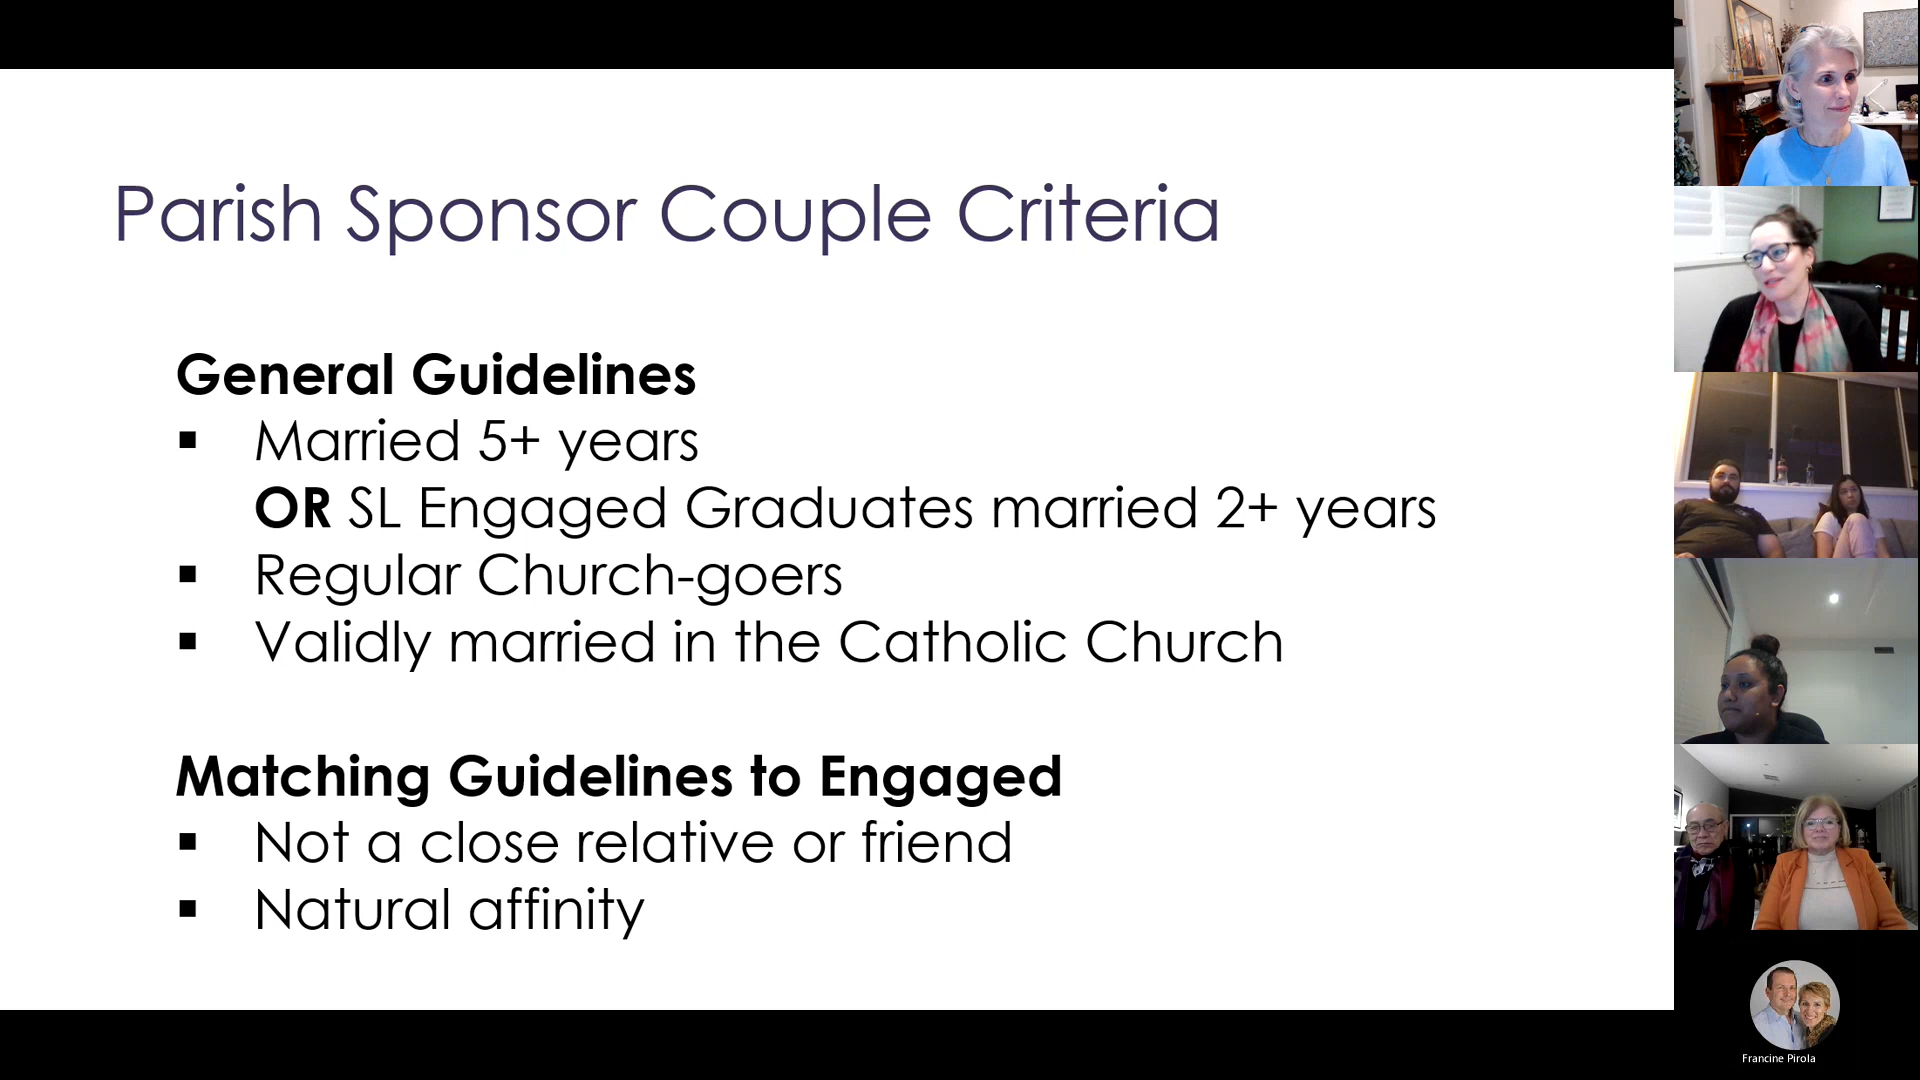 Parish Sponsor Couple Criteria
General Guidelines
▪ Married 5+ years
OR SL Engaged Graduates married 2+ years
▪ Regular Church-goers
▪ Validly married in the Catholic Church
Matching Guidelines to Engaged
▪ Not a close relative or friend
▪ Natural affinity
Francine Pirola